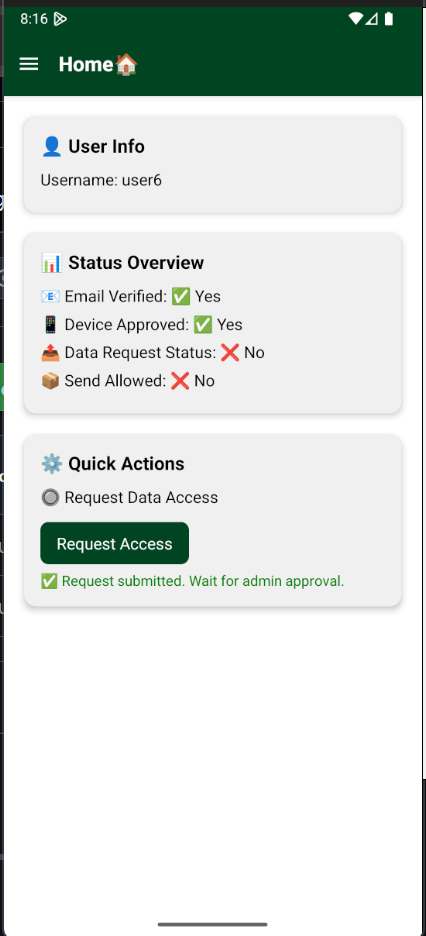 8:16
Home🏠
👤 User Info
Username: user6
📊 Status Overview
📧 Email Verified: ✅ Yes
📱 Device Approved: ✅ Yes
📤 Data Request Status: ❌ No
📦 Send Allowed: ❌ No
⚙️ Quick Actions
🔘 Request Data Access
Request Access
✅ Request submitted. Wait for admin approval.